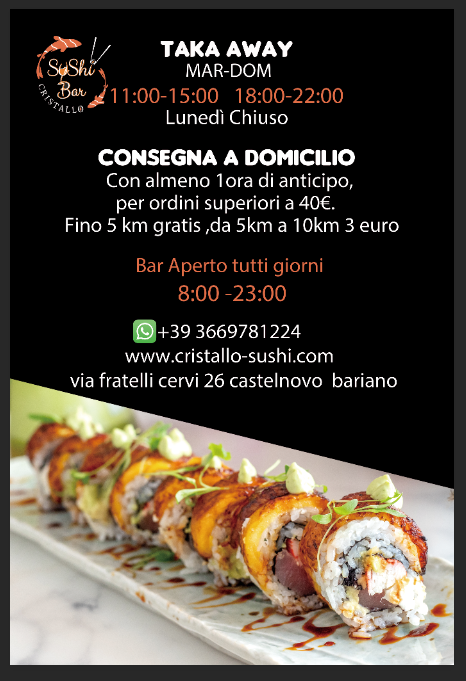 SuShi
Bar
CRISTALLO
TAKA AWAY
MAR-DOM
11:00-15:00 18:00-22:00
Lunedì Chiuso
CONSEGNA A DOMICILIO
Con almeno 1ora di anticipo,
per ordini superiori a 40€.
Fino 5 km gratis ,da 5km a 10km 3 euro
Bar Aperto tutti giorni
8:00 -23:00
+39 3669781224
www.cristallo-sushi.com
via fratelli cervi 26 castelnovo bariano